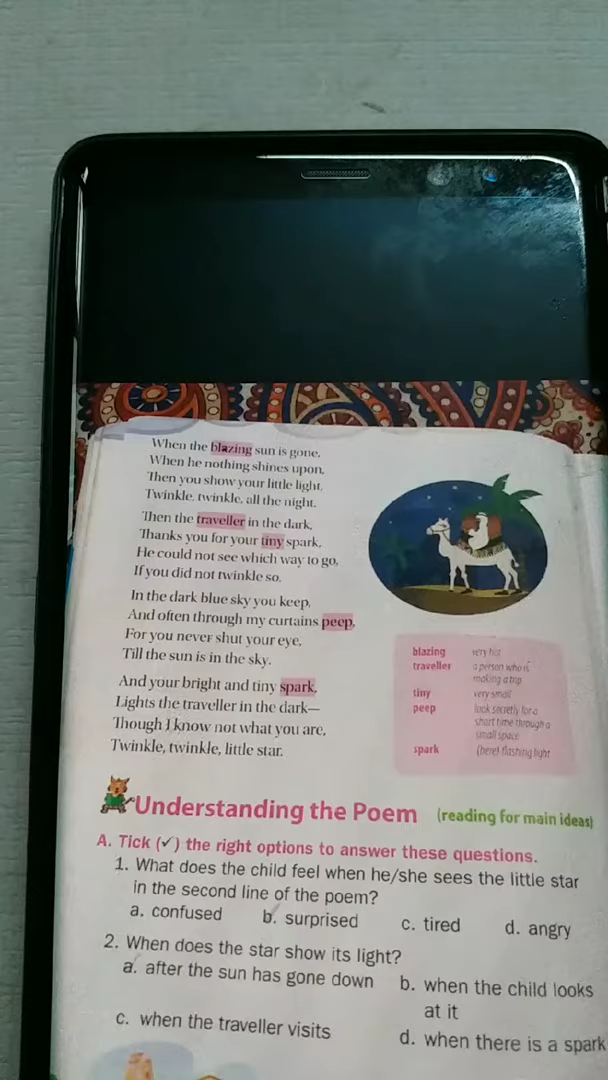 When the blazing sun is gone,
When he nothing shines upon,
Then you show your little light,
Twinkle, twinkle, all the night.
Then the traveller in the dark,
Thanks you for your tiny spark,
He could not see which way to go,
If you did not twinkle so.
In the dark blue sky you keep,
And often through my curtains peep,
For you never shut your eye,
Till the sun is in the sky.
And your bright and tiny spark,
Lights the traveller in the dark—
Though I know not what you are,
Twinkle, twinkle, little star.
blazing very hot
traveller a person who is
making a trip
tiny very small
peep look secretly for a
short time through a
small space
spark (here) flashing light
Understanding the Poem (reading for main ideas)
A. Tick (✓) the right options to answer these questions.
1. What does the child feel when he/she sees the little star
in the second line of the poem?
a. confused b. surprised c. tired d. angry
2. When does the star show its light?
a. after the sun has gone down b. when the child looks
at it
c. when the traveller visits d. when there is a spark